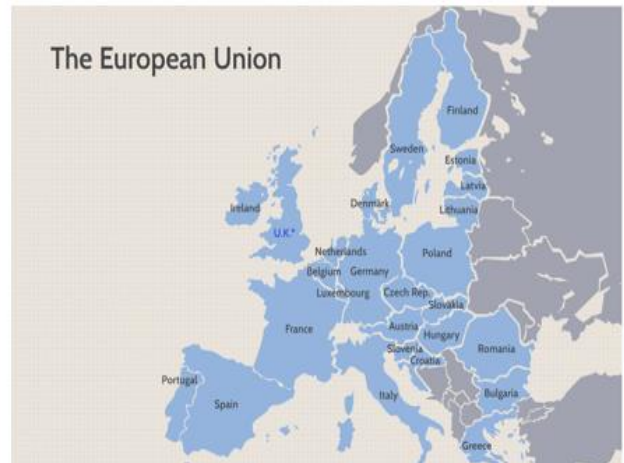 The European Union
Finland
Sweden
Estonia
Latvia
Denmark
Lithuania
Ireland
U.K.*
Netherlands
Poland
Belgium
Germany
Luxembourg
Czech Rep.
Slovakia
France
Austria
Hungary
Slovenia
Romania
Croatia
Portugal
Spain
Italy
Bulgaria
Greece